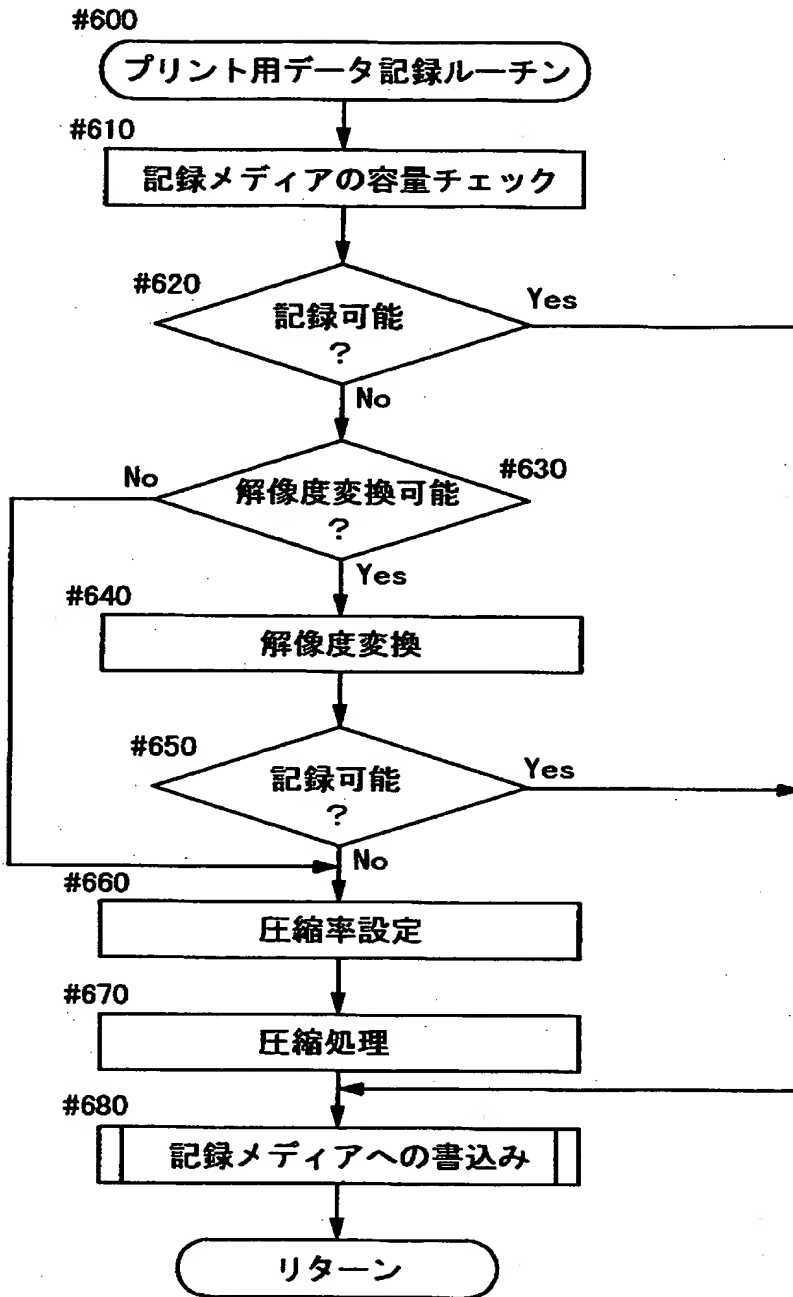 #600
プリント用データ記録ルーチン
#610
記録メディアの容量チェック
#620
記録可能
?
Yes
No
#630
解像度変換可能
?
No
Yes
#640
解像度変換
#650
記録可能
?
Yes
No
#660
圧縮率設定
#670
圧縮処理
#680
記録メディアへの書込み
リターン